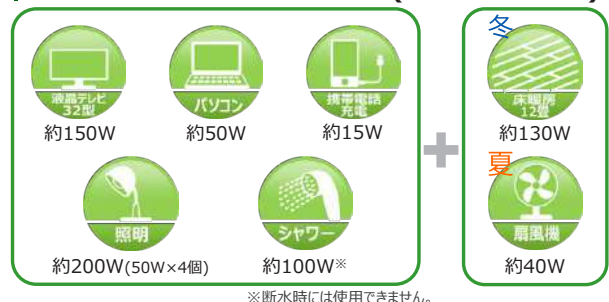 液晶テレビ
32型
約150W
パソコン
約50W
携帯電話
充電
約15W
照明
約200W(50W×4個)
シャワー
約100W※
+
冬
床暖房
12畳
約130W
夏
扇風機
約40W
※断水時には使用できません。